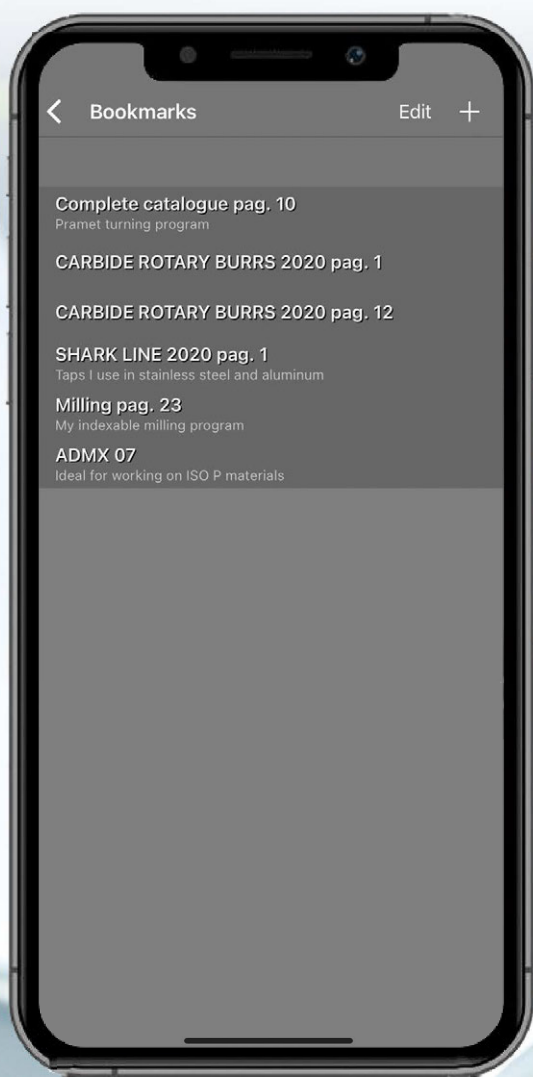 Bookmarks Edit +
Complete catalogue pag. 10
Pramet turning program
CARBIDE ROTARY BURRS 2020 pag. 1
CARBIDE ROTARY BURRS 2020 pag. 12
SHARK LINE 2020 pag. 1
Taps I use in stainless steel and aluminum
Milling pag. 23
My indexable milling program
ADMX 07
Ideal for working on ISO P materials